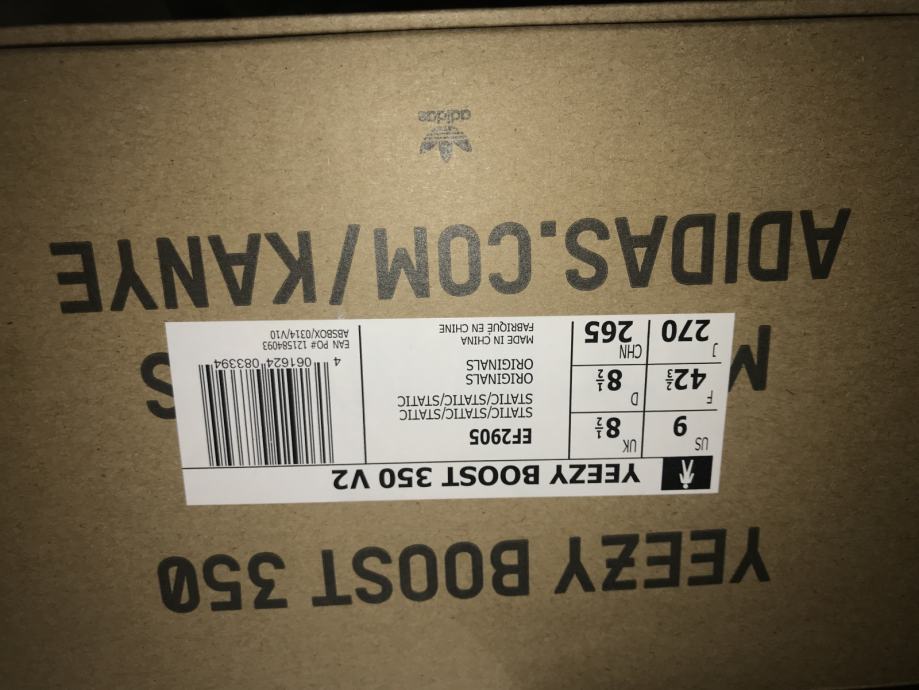 YEEZY BOOST 350
YEEZY BOOST 350 V2
US 9
UK 8½
EF2905
STATIC/STATIC/STATIC
STATIC/STATIC/STATIC
F 42⅔
D 8½
ORIGINALS
ORIGINALS
J 270
CHN 265
MADE IN CHINA
FABRIQUÉ EN CHINE
4 061624 083394
EAN PO# 121584093
ABSBOX/0314/V10
ADIDAS.COM/KANYE
adidas